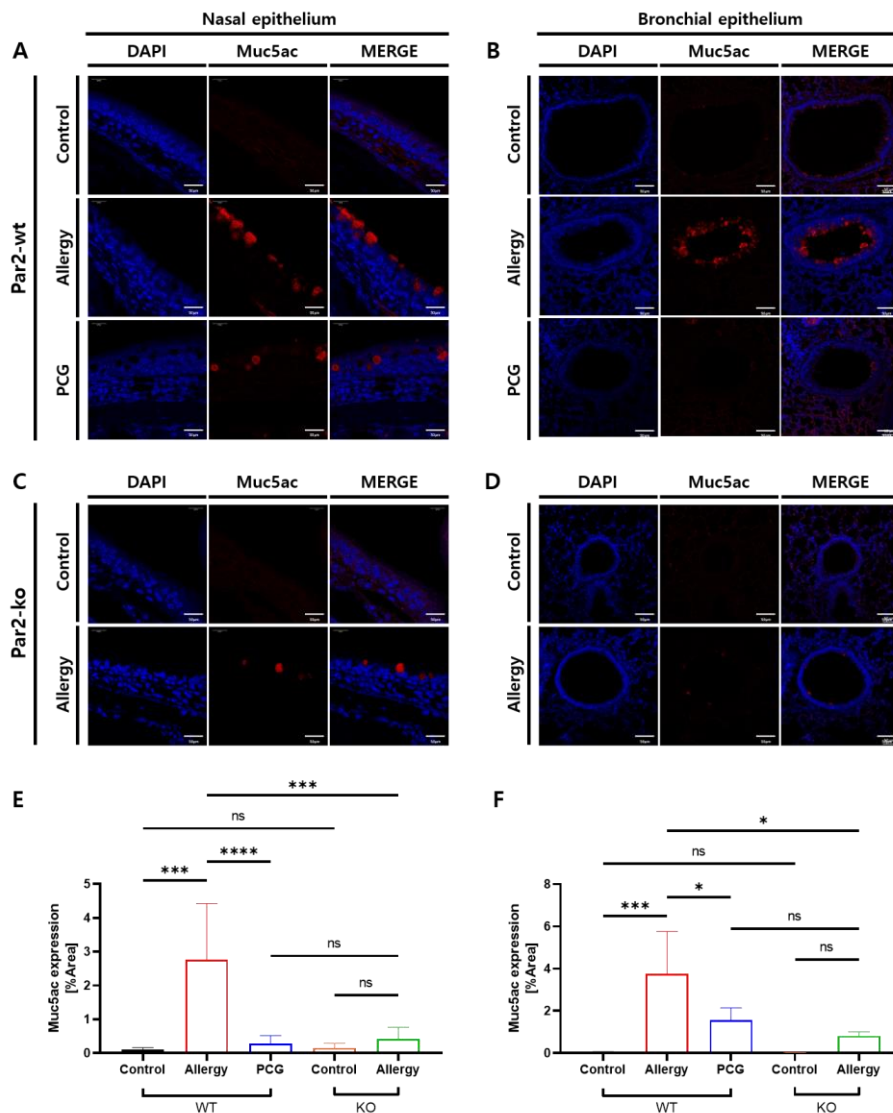 Nasal epithelium
Bronchial epithelium
A
DAPI
Muc5ac
MERGE
B
DAPI
Muc5ac
MERGE
Par2-wt
Control
Allergy
PCG
Control
Allergy
PCG
C
DAPI
Muc5ac
MERGE
D
DAPI
Muc5ac
MERGE
Par2-ko
Control
Allergy
Control
Allergy
E
***
ns
***
****
ns
ns
Muc5ac expression
[%Area]
5
4
3
2
1
0
Control
Allergy
PCG
Control
Allergy
WT
KO
F
*
ns
***
*
ns
ns
Muc5ac expression
[%Area]
8
6
4
2
0
Control
Allergy
PCG
Control
Allergy
WT
KO